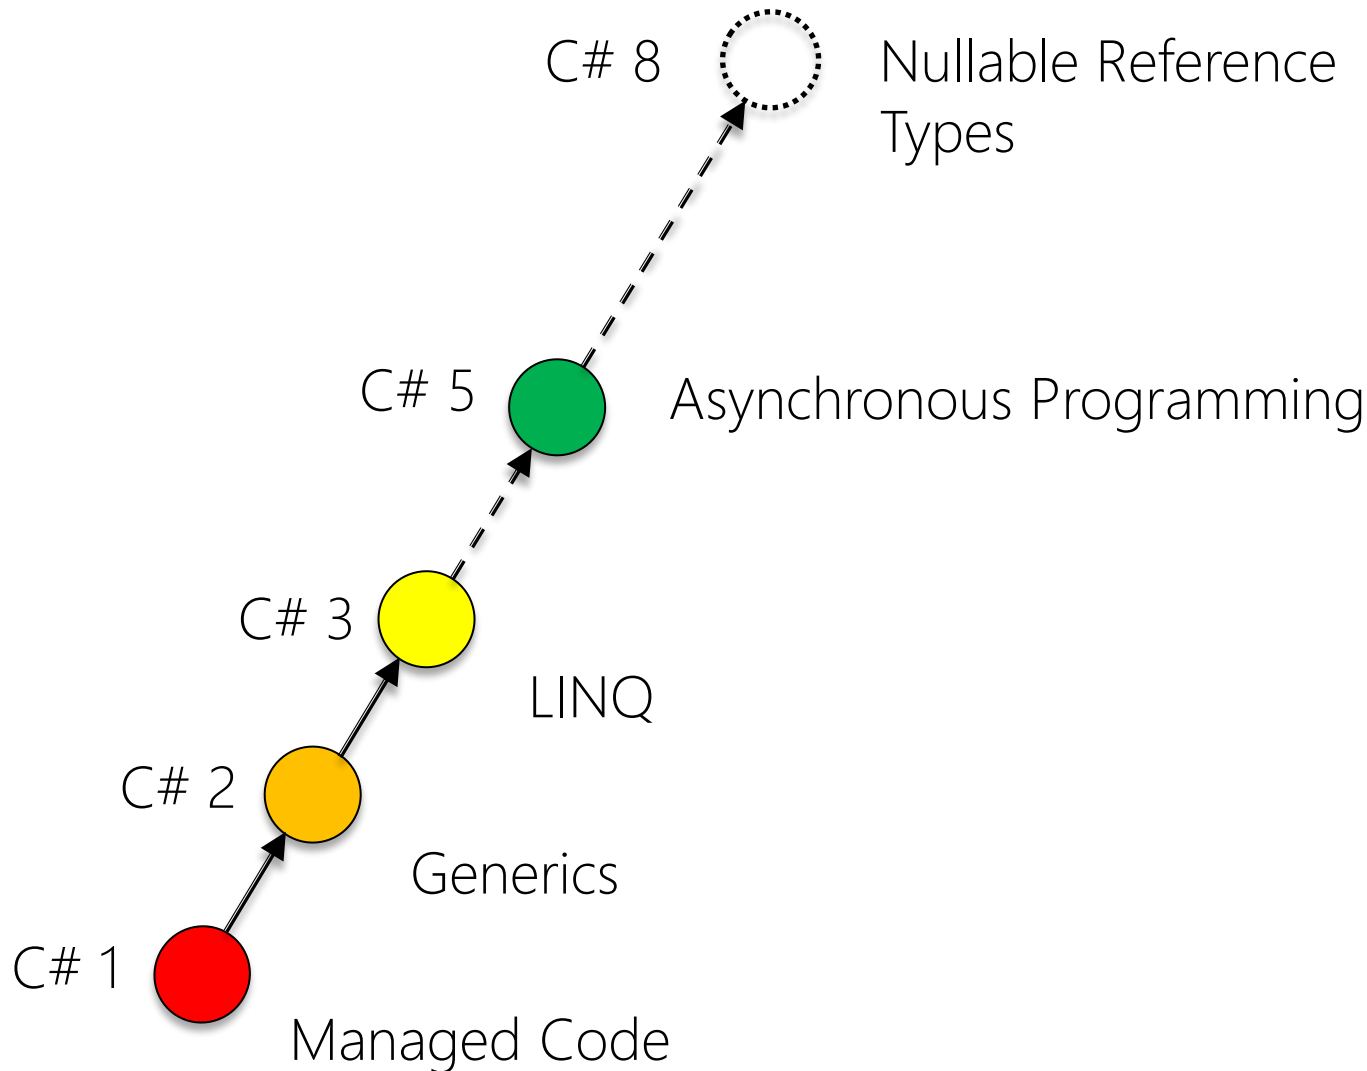 C# 8
Nullable Reference
Types
C# 5
Asynchronous Programming
C# 3
LINQ
C# 2
Generics
C# 1
Managed Code